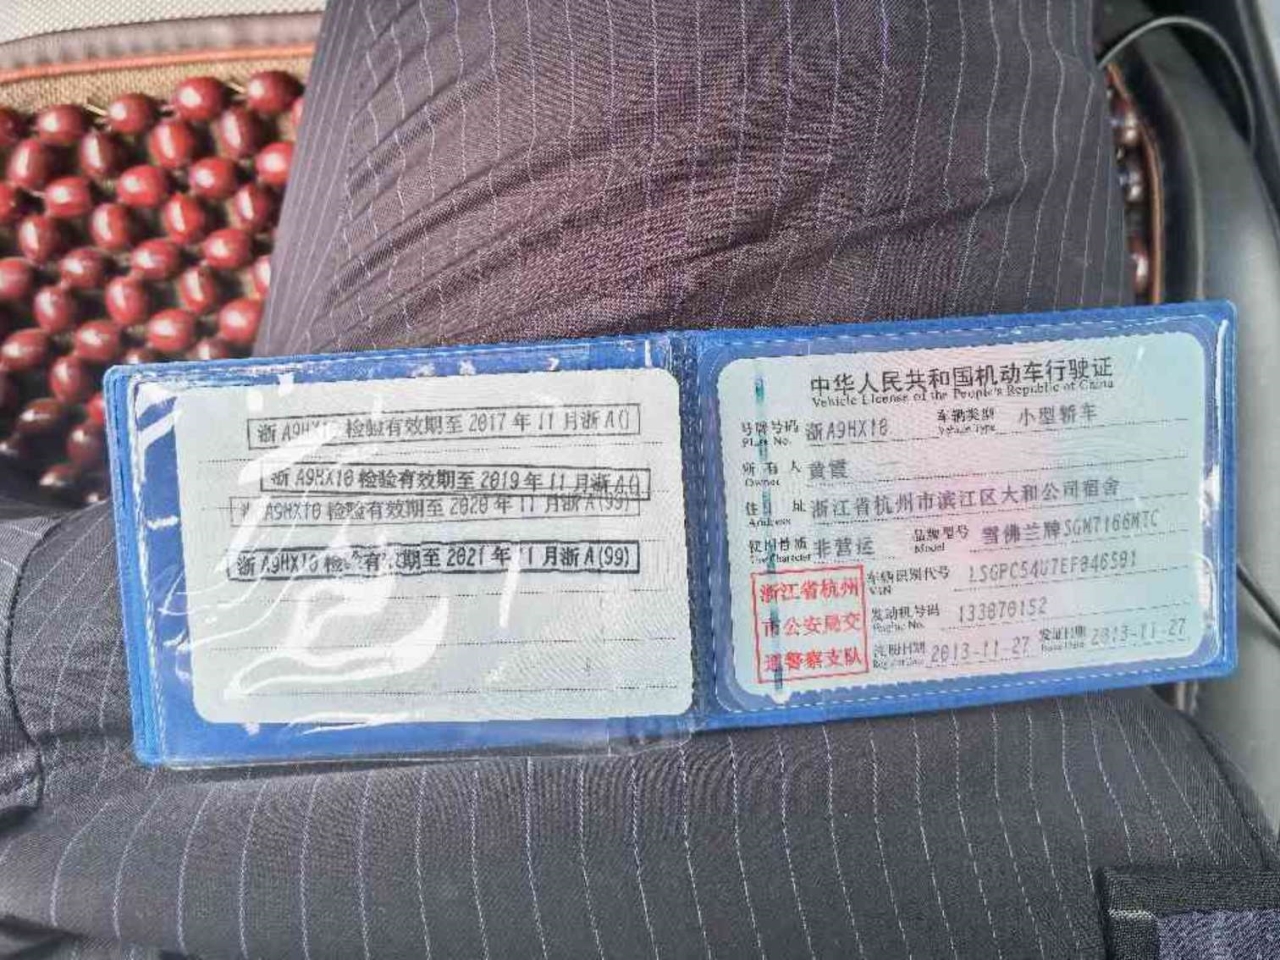 浙A9HX10 检验有效期至2017年11月浙A()
浙A9HX10 检验有效期至2019年11月浙A()
浙A9HX10 检验有效期至2020年11月浙A(99)
浙A9HX10 检验有效期至2021年11月浙A(99)
中华人民共和国机动车行驶证
Vehicle License of the People's Republic of China
号牌号码 浙A9HX10 车辆类型 小型轿车
Plate No. Vehicle Type
所有人 黄霞
Owner
住址 浙江省杭州市滨江区大和公司宿舍
Address
使用性质 非营运 品牌型号 雪佛兰牌SGM7166MTC
Use Character Model
浙江省杭州
市公安局交
通警察支队
车辆识别代号 LSGPC54U7EF046591
VIN
发动机号码 133870152
Engine No.
注册日期 2013-11-27 发证日期 2013-11-27
Register Date Issue Date